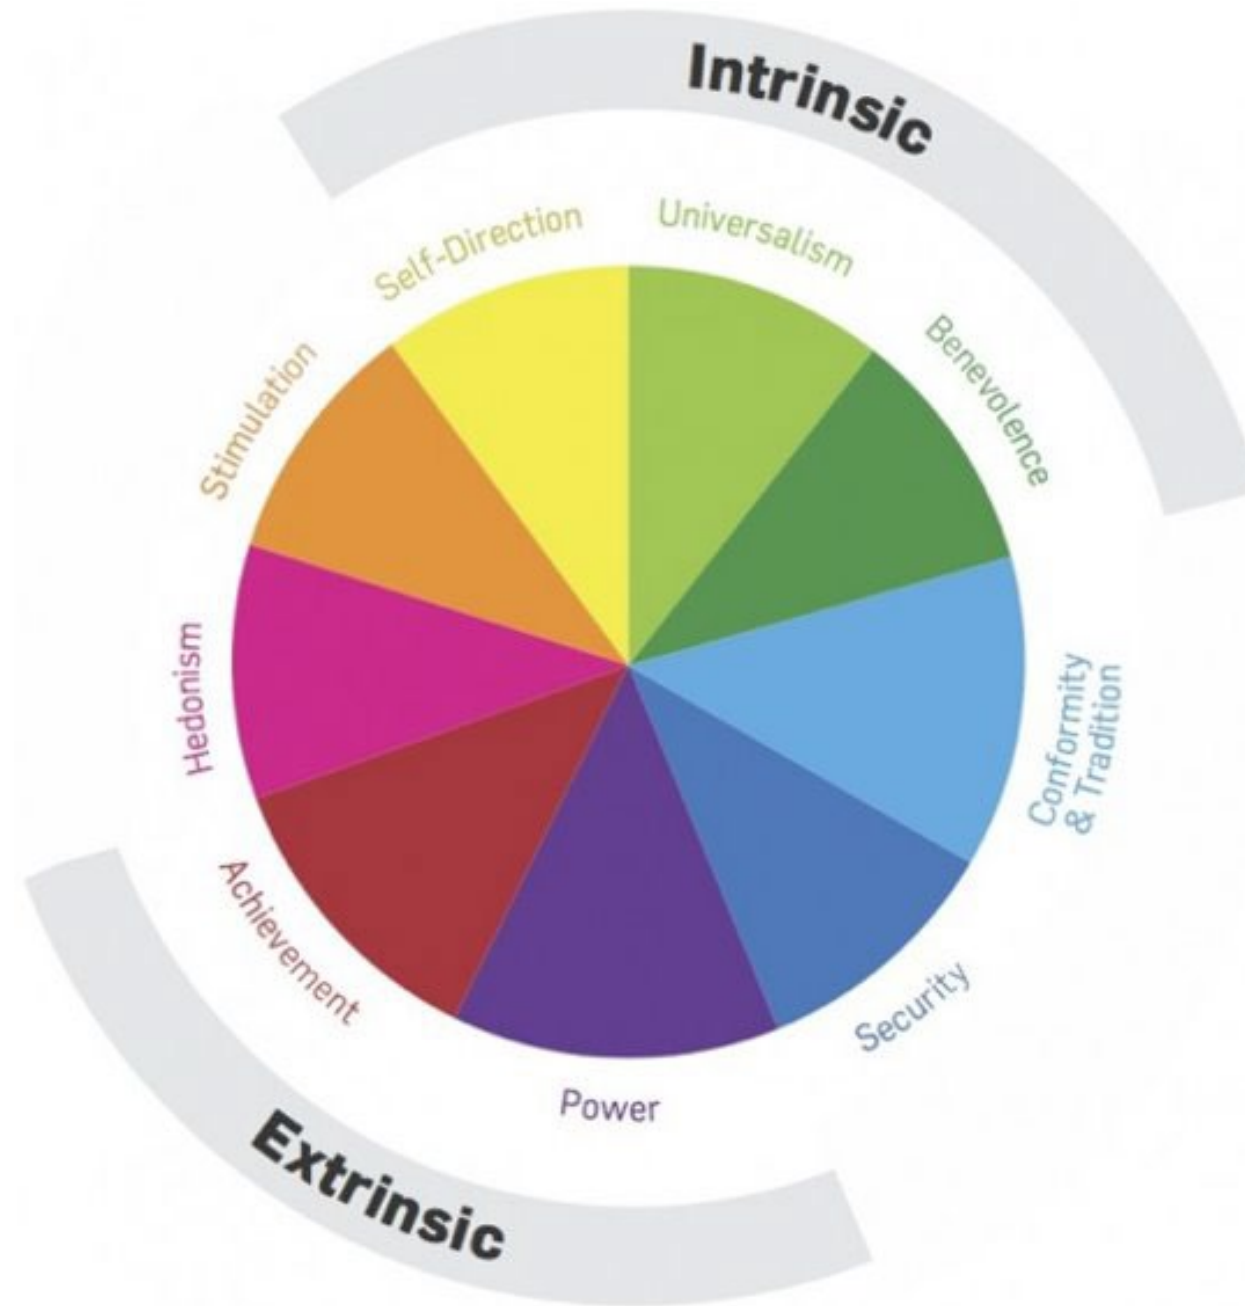 Intrinsic
Self-Direction
Universalism
Stimulation
Benevolence
Hedonism
Conformity
& Tradition
Achievement
Security
Power
Extrinsic